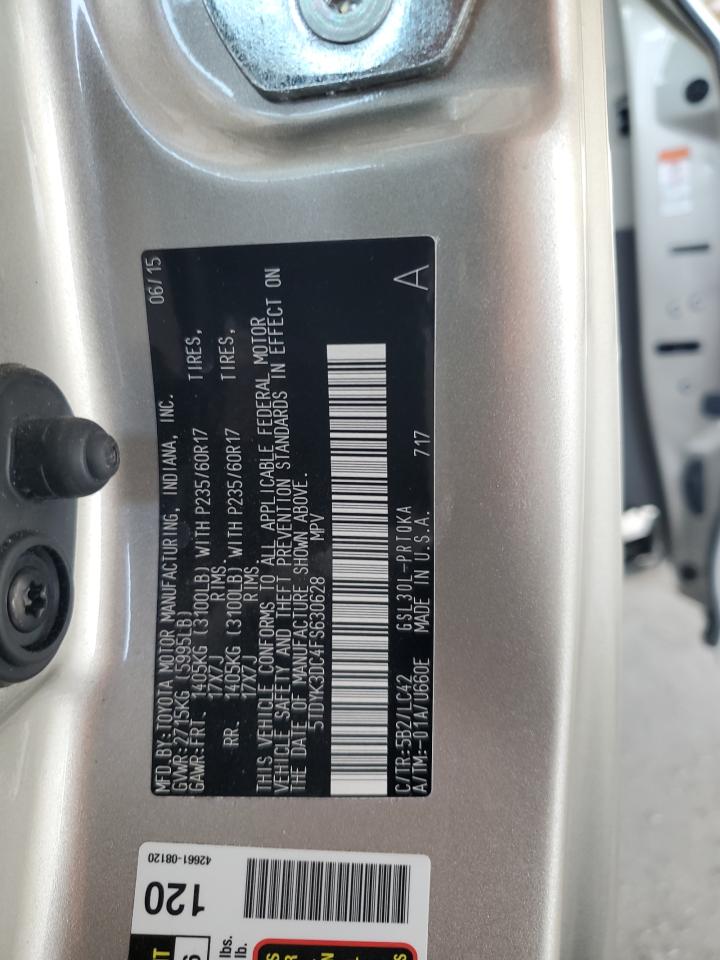 MFD.BY:TOYOTA MOTOR MANUFACTURING, INDIANA, INC. 06/15
GVWR:2715KG (5995LB)
GAWR:FRT. 1405KG (3100LB) WITH P235/60R17 TIRES,
17X7J RIMS.
RR. 1405KG (3100LB) WITH P235/60R17 TIRES,
17X7J RIMS.
THIS VEHICLE CONFORMS TO ALL APPLICABLE FEDERAL MOTOR
VEHICLE SAFETY AND THEFT PREVENTION STANDARDS IN EFFECT ON
THE DATE OF MANUFACTURE SHOWN ABOVE.
5TDYK3DC4FS630628 MPV
C/TR:5B2/LC42 GSL30L-PRTQKA A
A/TM:-01A/U660E MADE IN U.S.A. 717
42661-08120
120
lbs.
lb.